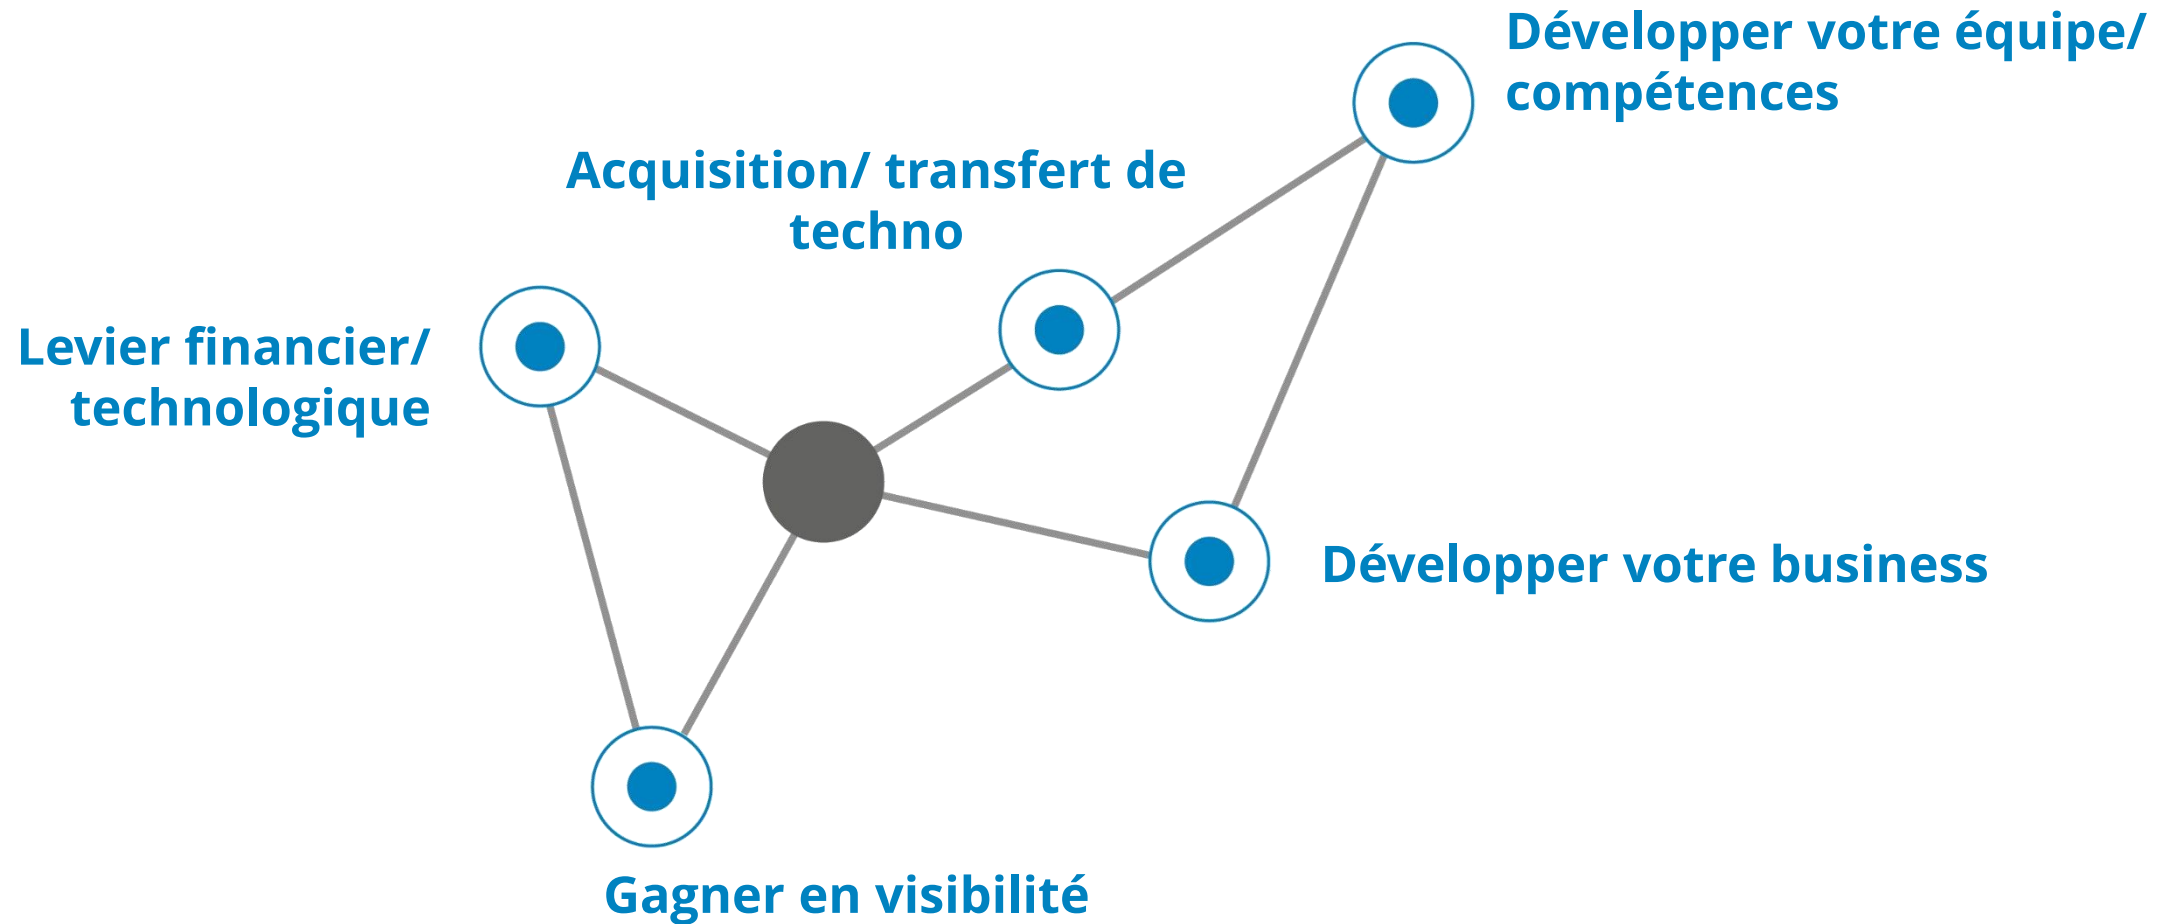 Développer votre équipe/
compétences
Acquisition/ transfert de
techno
Levier financier/
technologique
Développer votre business
Gagner en visibilité